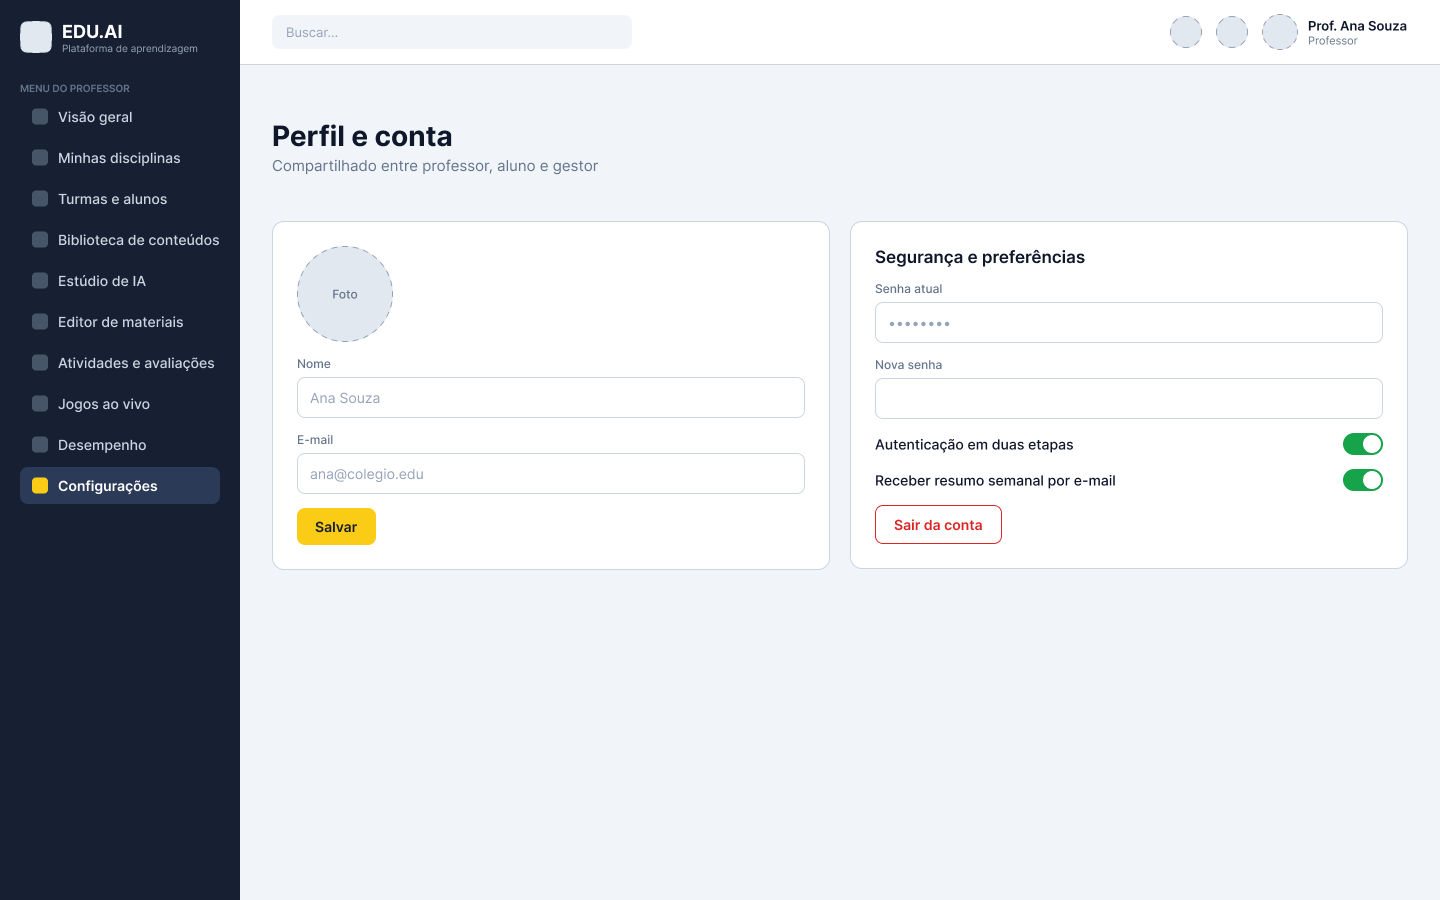 EDU.AI
Plataforma de aprendizagem
MENU DO PROFESSOR
Visão geral
Minhas disciplinas
Turmas e alunos
Biblioteca de conteúdos
Estúdio de IA
Editor de materiais
Atividades e avaliações
Jogos ao vivo
Desempenho
Configurações
Buscar...
Prof. Ana Souza
Professor
Perfil e conta
Compartilhado entre professor, aluno e gestor
Foto
Nome
Ana Souza
E-mail
ana@colegio.edu
Salvar
Segurança e preferências
Senha atual
••••••••
Nova senha
Autenticação em duas etapas
Receber resumo semanal por e-mail
Sair da conta